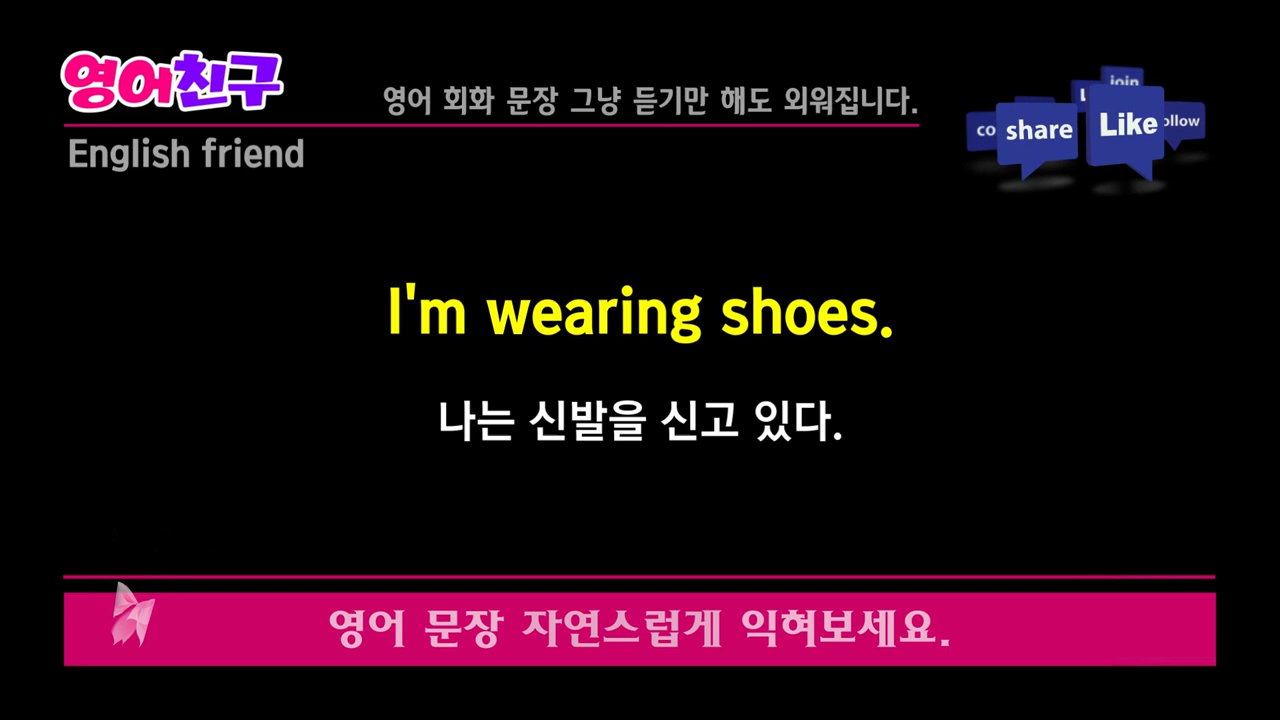 영어친구
English friend
영어 회화 문장 그냥 듣기만 해도 외워집니다.
join
share
Like
I'm wearing shoes.
나는 신발을 신고 있다.
영어 문장 자연스럽게 익혀보세요.